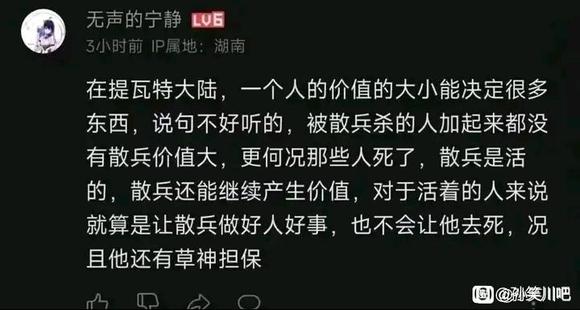 无声的宁静 LV6
3小时前 IP属地：湖南
在提瓦特大陆，一个人的价值的大小能决定很多
东西，说句不好听的，被散兵杀的人加起来都没
有散兵价值大，更何况那些人死了，散兵是活
的，散兵还能继续产生价值，对于活着的人来说
就算是让散兵做好人好事，也不会让他去死，况
且他还有草神担保
@孙笑川吧